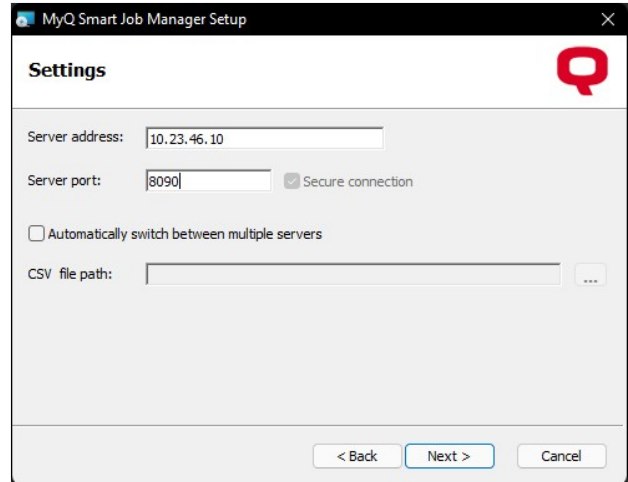 MyQ Smart Job Manager Setup
Settings
Server address: 10.23.46.10
Server port: 8090 Secure connection
Automatically switch between multiple servers
CSV file path: ...
< Back Next > Cancel